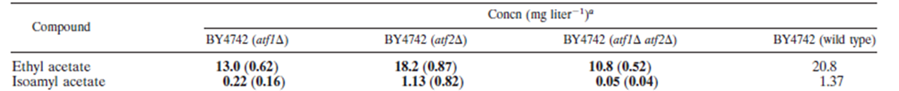 Compound Concn (mg liter⁻¹)ᵃ
BY4742 (atf1Δ) BY4742 (atf2Δ) BY4742 (atf1Δ atf2Δ) BY4742 (wild type)
Ethyl acetate 13.0 (0.62) 18.2 (0.87) 10.8 (0.52) 20.8
Isoamyl acetate 0.22 (0.16) 1.13 (0.82) 0.05 (0.04) 1.37